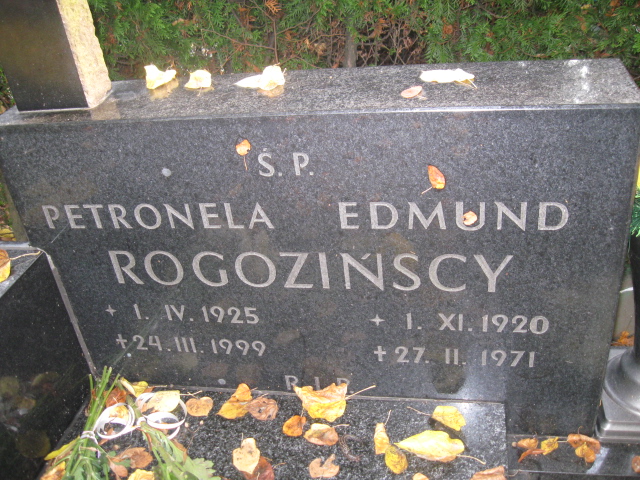 Ś.P.
PETRONELA EDMUND
ROGOZIŃSCY
+ 1. IV. 1925 + 1. XI. 1920
+ 24. III. 1999 + 27. II. 1971
R.I.P.